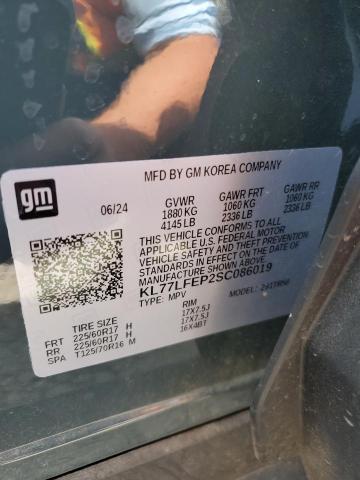 MFD BY GM KOREA COMPANY
gm
06/24 GVWR GAWR FRT GAWR RR
1880 KG 1060 KG 1060 KG
4145 LB 2336 LB 2336 LB
THIS VEHICLE CONFORMS TO ALL
APPLICABLE U.S. FEDERAL MOTOR
VEHICLE SAFETY AND
STANDARDS IN EFFECT ON THE DATE OF
MANUFACTURE SHOWN ABOVE.
KL77LFEP2SC086019
TYPE: MPV MODEL:
TIRE SIZE RIM
FRT 225/60R17 H 17X7.5J
RR 225/60R17 H 17X7.5J
SPA T125/70R16 M 16X4BT